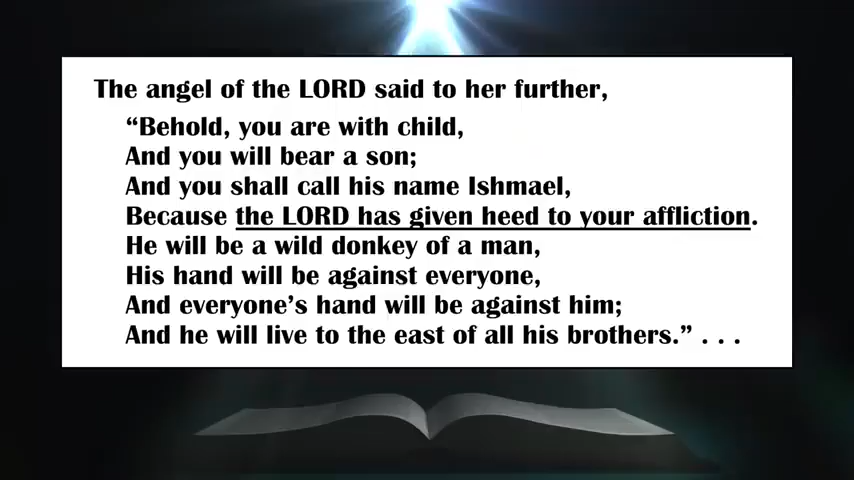 The angel of the LORD said to her further,
“Behold, you are with child,
And you will bear a son;
And you shall call his name Ishmael,
Because the LORD has given heed to your affliction.
He will be a wild donkey of a man,
His hand will be against everyone,
And everyone’s hand will be against him;
And he will live to the east of all his brothers.” . . .